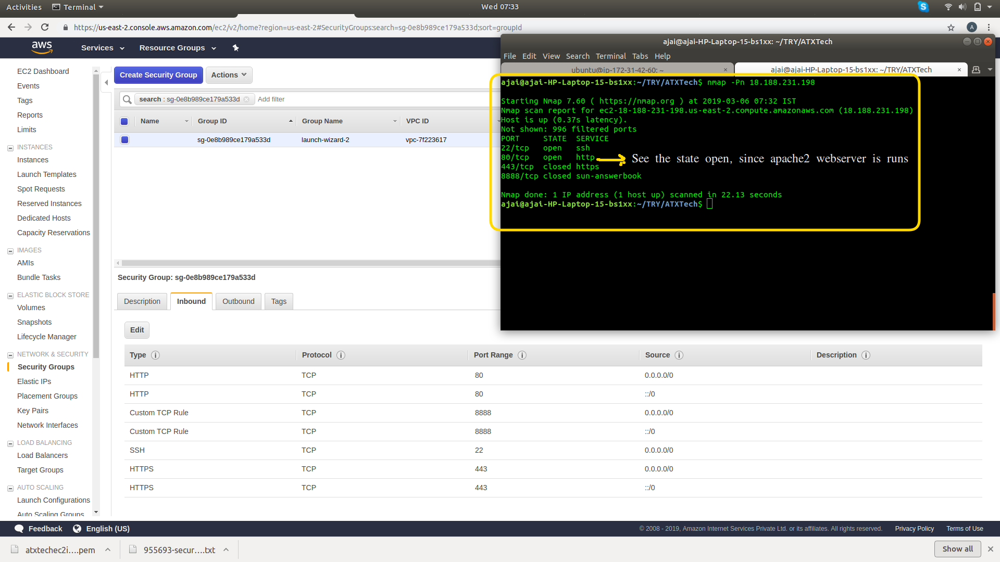 Activities Terminal Wed 07:33
https://us-east-2.console.aws.amazon.com/ec2/v2/home?region=us-east-2#SecurityGroups:search=sg-0e8b989ce179a533d;sort=groupId A
aws Services Resource Groups
EC2 Dashboard
Events
Tags
Reports
Limits
INSTANCES
Instances
Launch Templates
Spot Requests
Reserved Instances
Dedicated Hosts
Capacity Reservations
IMAGES
AMIs
Bundle Tasks
ELASTIC BLOCK STORE
Volumes
Snapshots
Lifecycle Manager
NETWORK & SECURITY
Security Groups
Elastic IPs
Placement Groups
Key Pairs
Network Interfaces
LOAD BALANCING
Load Balancers
Target Groups
AUTO SCALING
Launch Configurations
Auto Scaling Groups
Create Security Group Actions
search : sg-0e8b989ce179a533d Add filter
Name Group ID Group Name VPC ID
sg-0e8b989ce179a533d launch-wizard-2 vpc-7f223617
ajai@ajai-HP-Laptop-15-bs1xx: ~/TRY/ATXTech
File Edit View Search Terminal Tabs Help
ubuntu@ip-172-31-42-60: ~ × ajai@ajai-HP-Laptop-15-bs1xx: ~/TRY/ATXTech ×
ajai@ajai-HP-Laptop-15-bs1xx:~/TRY/ATXTech$ nmap -Pn 18.188.231.198
Starting Nmap 7.60 ( https://nmap.org ) at 2019-03-06 07:32 IST
Nmap scan report for ec2-18-188-231-198.us-east-2.compute.amazonaws.com (18.188.231.198)
Host is up (0.37s latency).
Not shown: 996 filtered ports
PORT STATE SERVICE
22/tcp open ssh
80/tcp open http See the state open, since apache2 webserver is runs
443/tcp closed https
8888/tcp closed sun-answerbook
Nmap done: 1 IP address (1 host up) scanned in 22.13 seconds
ajai@ajai-HP-Laptop-15-bs1xx:~/TRY/ATXTech$
Security Group: sg-0e8b989ce179a533d
Description Inbound Outbound Tags
Edit
Type Protocol Port Range Source Description
HTTP TCP 80 0.0.0.0/0
HTTP TCP 80 ::/0
Custom TCP Rule TCP 8888 0.0.0.0/0
Custom TCP Rule TCP 8888 ::/0
SSH TCP 22 0.0.0.0/0
HTTPS TCP 443 0.0.0.0/0
HTTPS TCP 443 ::/0
Feedback English (US) © 2008 - 2019, Amazon Internet Services Private Ltd. or its affiliates. All rights reserved. Privacy Policy Terms of Use
atxtechec2i....pem 955693-secur....txt Show all